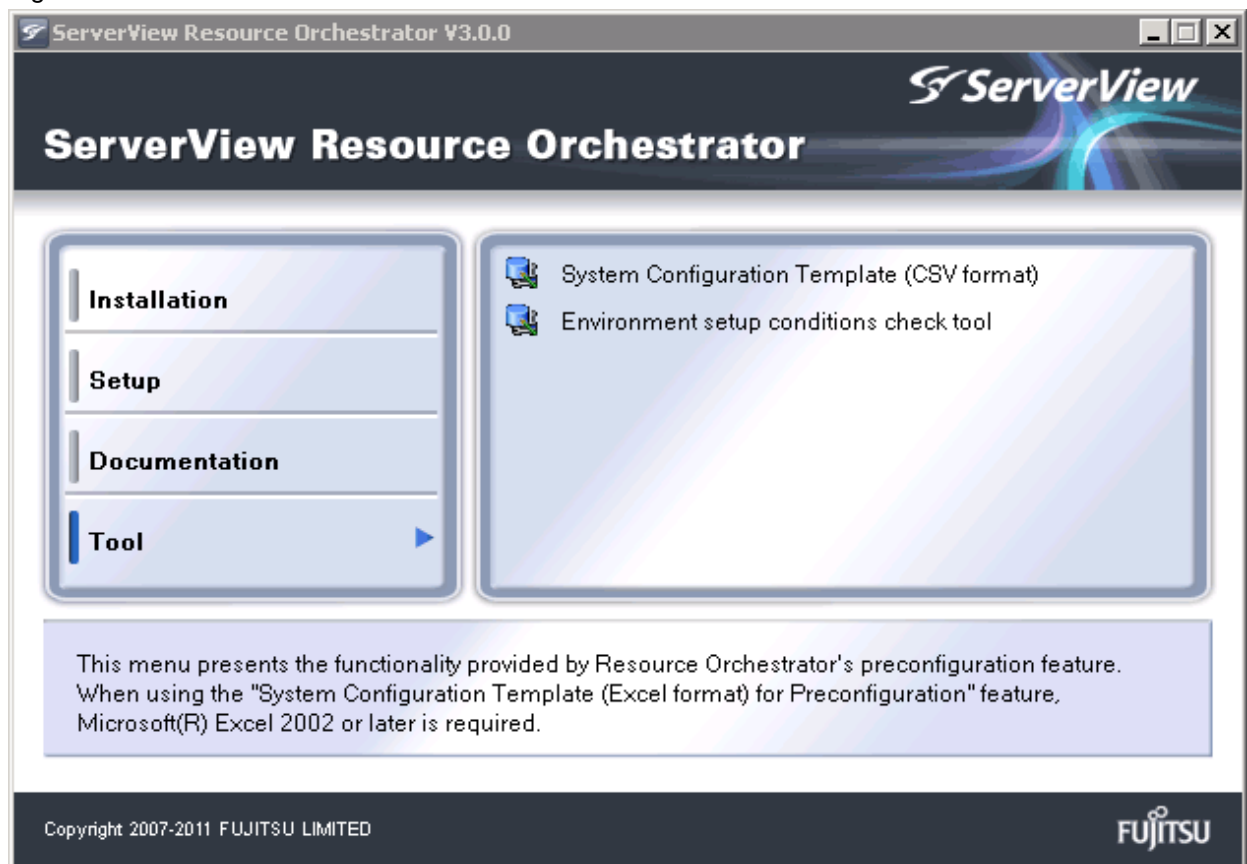 ServerView Resource Orchestrator V3.0.0
ServerView
ServerView Resource Orchestrator
Installation
Setup
Documentation
Tool
System Configuration Template (CSV format)
Environment setup conditions check tool
This menu presents the functionality provided by Resource Orchestrator's preconfiguration feature.
When using the "System Configuration Template (Excel format) for Preconfiguration" feature,
Microsoft(R) Excel 2002 or later is required.
Copyright 2007-2011 FUJITSU LIMITED
FUJITSU